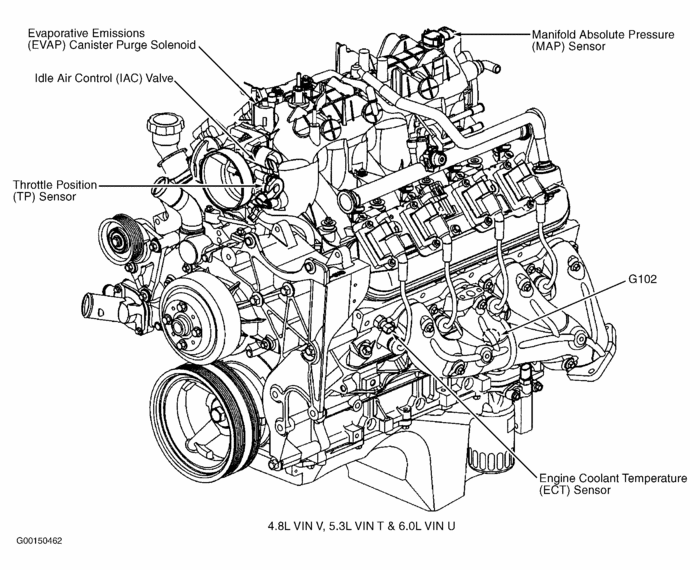 Evaporative Emissions
(EVAP) Canister Purge Solenoid
Idle Air Control (IAC) Valve
Throttle Position
(TP) Sensor
Manifold Absolute Pressure
(MAP) Sensor
G102
Engine Coolant Temperature
(ECT) Sensor
4.8L VIN V, 5.3L VIN T & 6.0L VIN U
G00150462